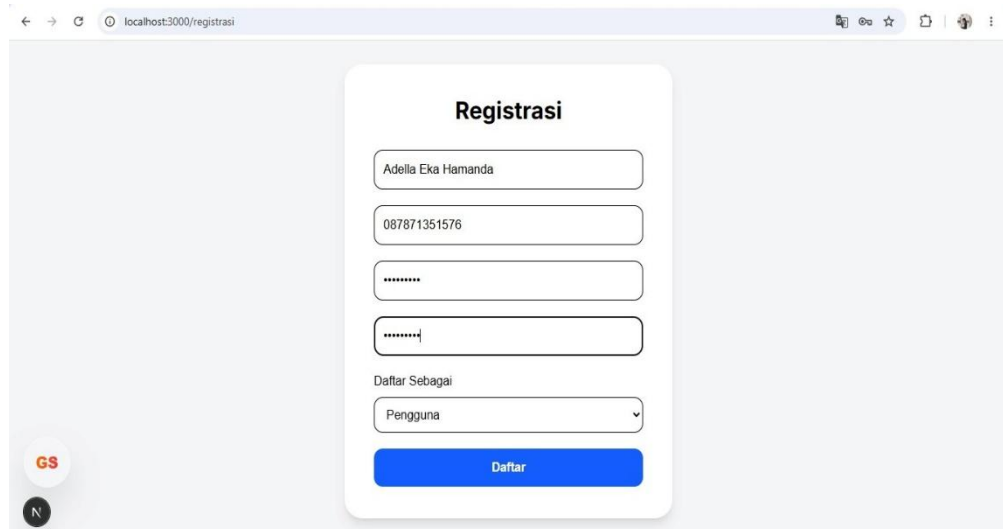 localhost:3000/registrasi
Registrasi
Adella Eka Hamanda
087871351576
•••••••••
•••••••••
Daftar Sebagai
Pengguna
Daftar
GS
N